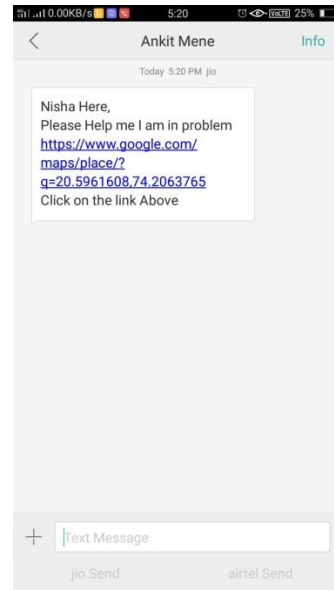 0.00KB/s 5:20 VoLTE 25%
Ankit Mene Info
Today 5:20 PM jio
Nisha Here,
Please Help me I am in problem
https://www.google.com/
maps/place/?
q=20.5961608,74.2063765
Click on the link Above
Text Message
jio Send airtel Send